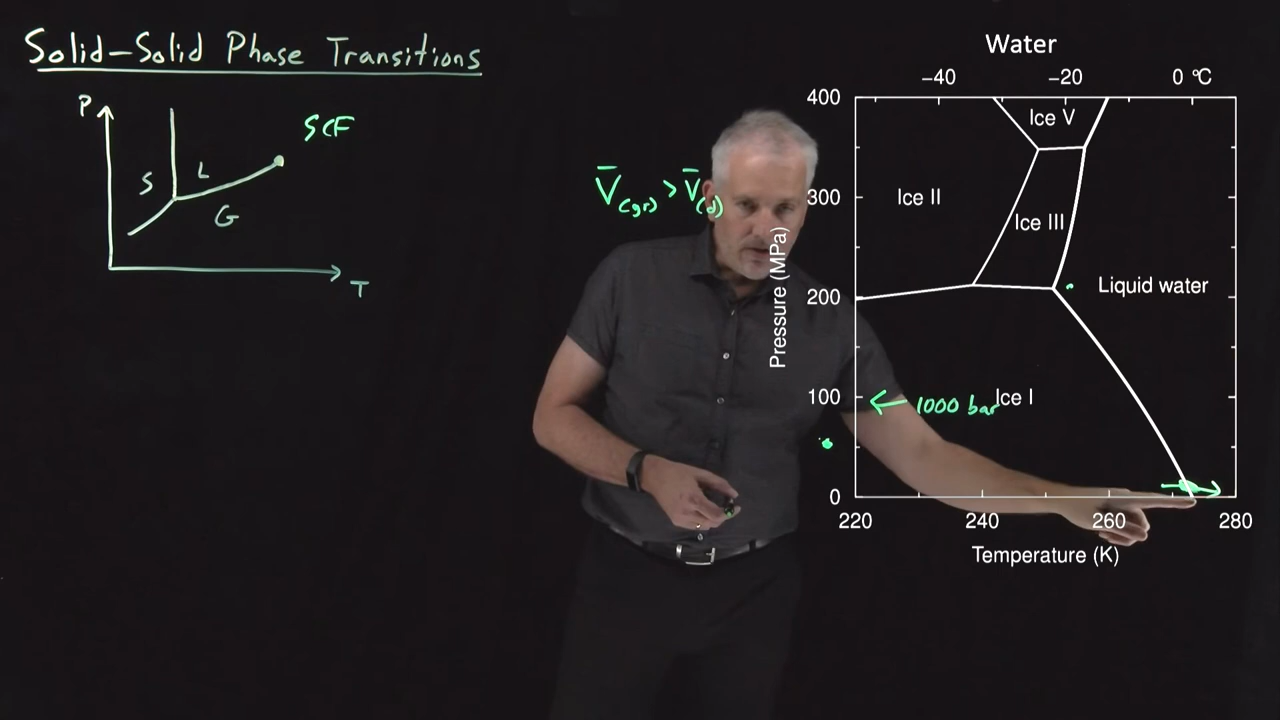 Solid–Solid Phase Transitions
P
S
L
G
SCF
T
V̄(gr) > V̄(d)
Water
−40 −20 0 °C
400
300
200
100
0
Pressure (MPa)
Ice V
Ice II
Ice III
Liquid water
← 1000 bar
Ice I
220 240 260 280
Temperature (K)